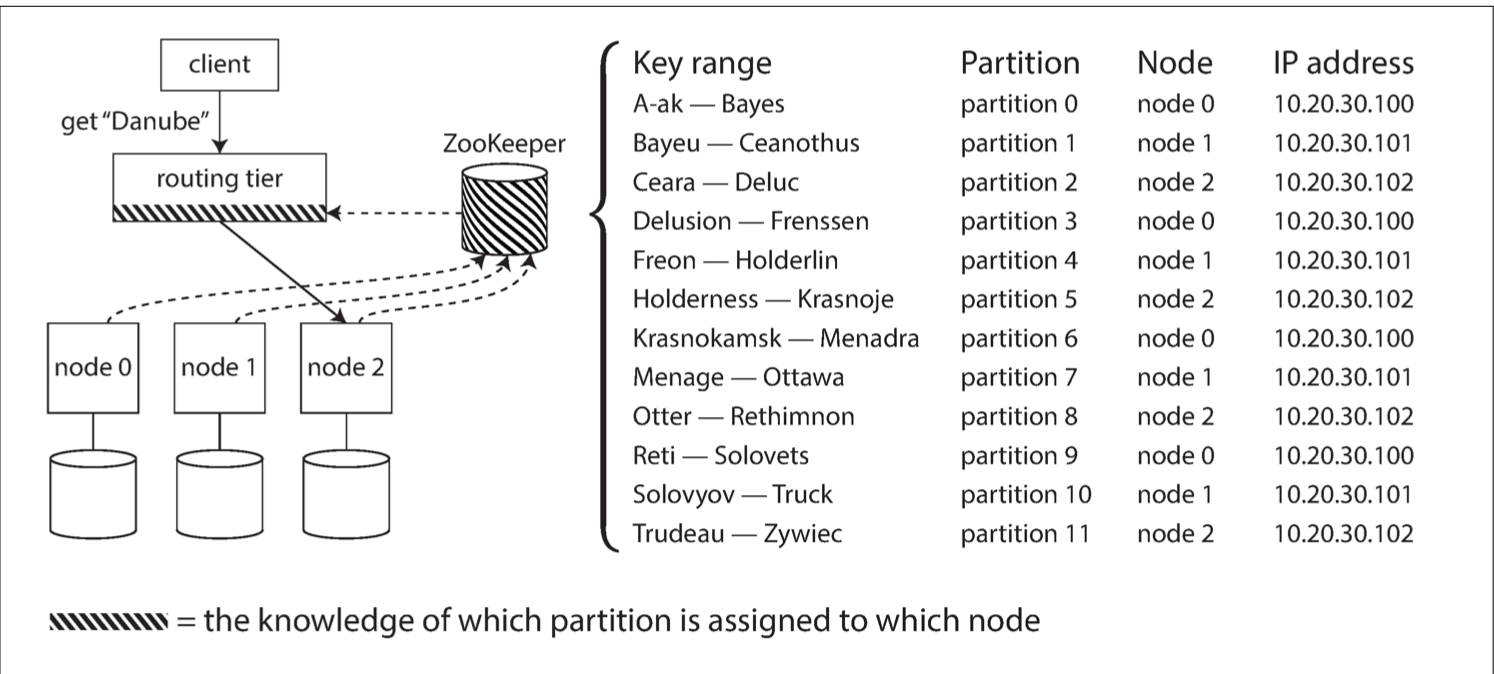 client
get “Danube”
routing tier
ZooKeeper
node 0
node 1
node 2
Key range Partition Node IP address
A-ak — Bayes partition 0 node 0 10.20.30.100
Bayeu — Ceanothus partition 1 node 1 10.20.30.101
Ceara — Deluc partition 2 node 2 10.20.30.102
Delusion — Frenssen partition 3 node 0 10.20.30.100
Freon — Holderlin partition 4 node 1 10.20.30.101
Holderness — Krasnoje partition 5 node 2 10.20.30.102
Krasnokamsk — Menadra partition 6 node 0 10.20.30.100
Menage — Ottawa partition 7 node 1 10.20.30.101
Otter — Rethimnon partition 8 node 2 10.20.30.102
Reti — Solovets partition 9 node 0 10.20.30.100
Solovyov — Truck partition 10 node 1 10.20.30.101
Trudeau — Zywiec partition 11 node 2 10.20.30.102
= the knowledge of which partition is assigned to which node